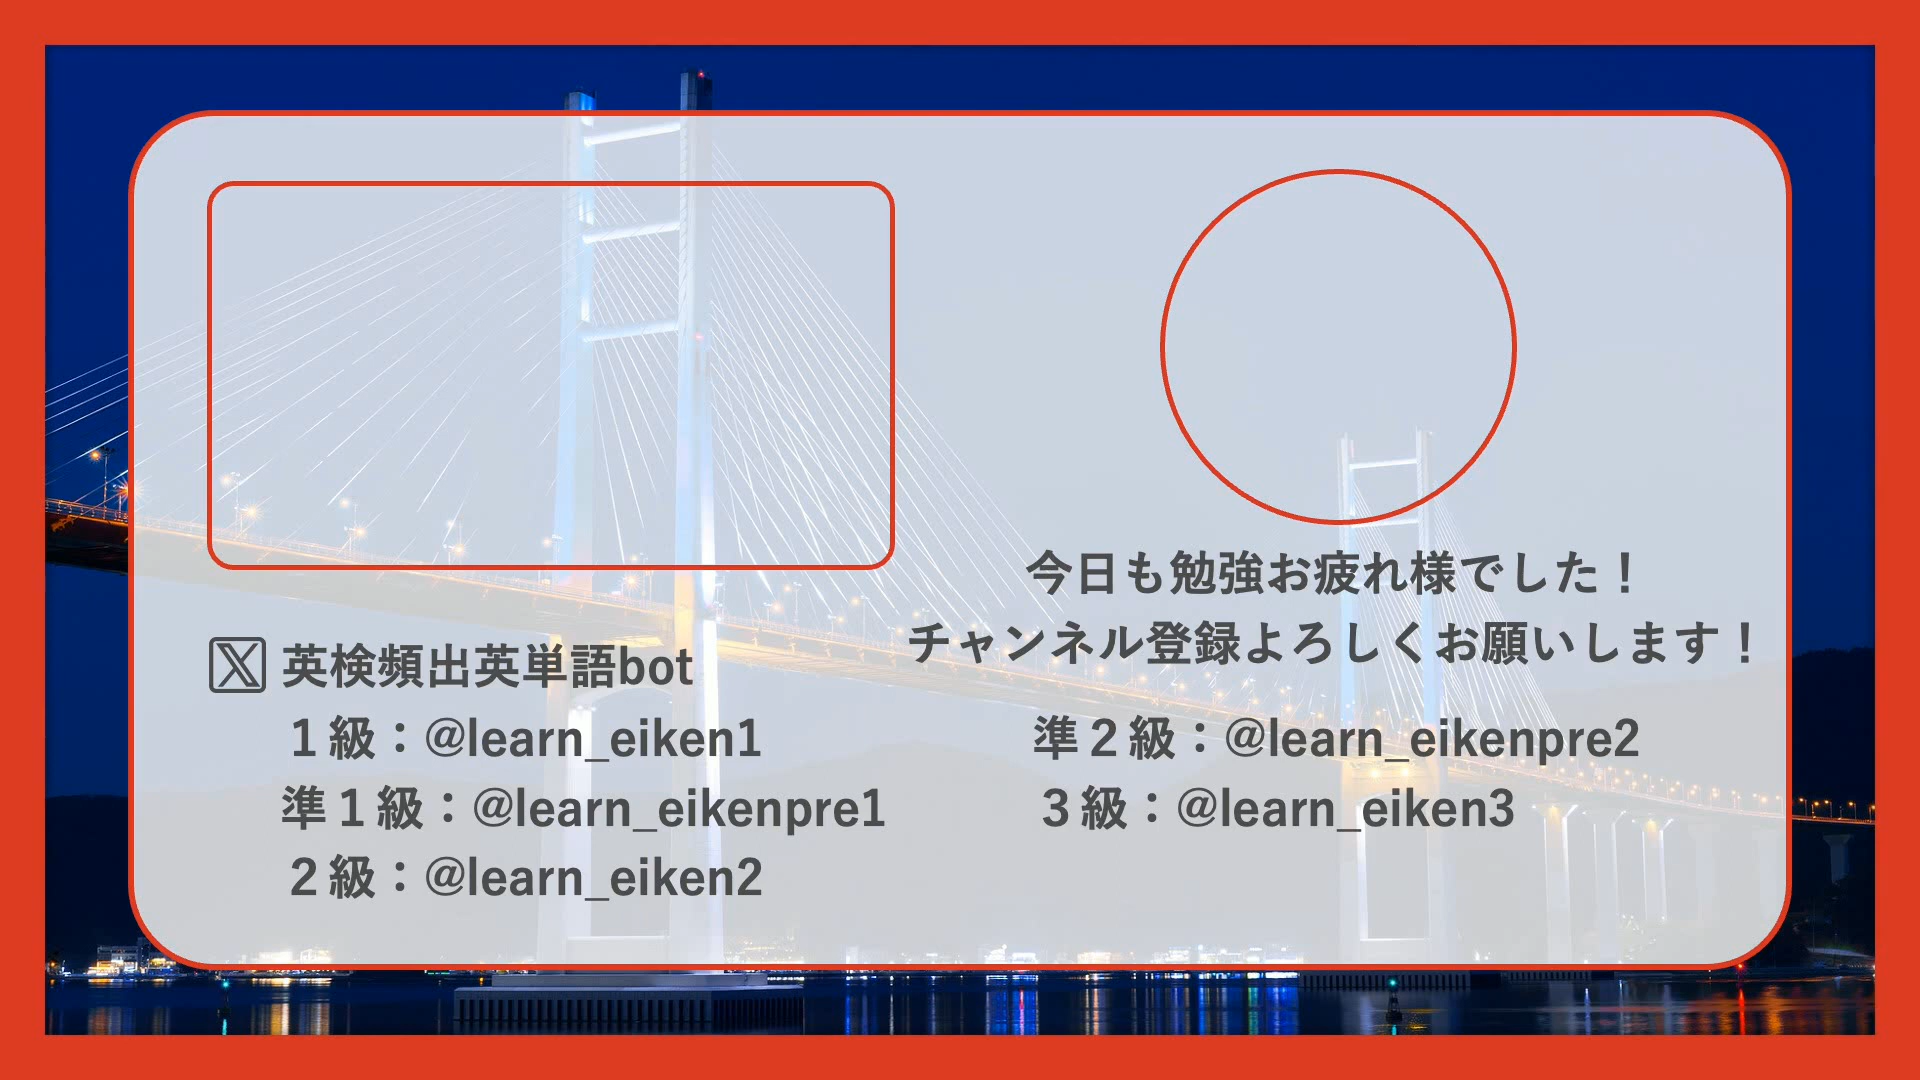 今日も勉強お疲れ様でした！
チャンネル登録よろしくお願いします！
英検頻出英単語bot
１級：@learn_eiken1
準１級：@learn_eikenpre1
２級：@learn_eiken2
準２級：@learn_eikenpre2
３級：@learn_eiken3